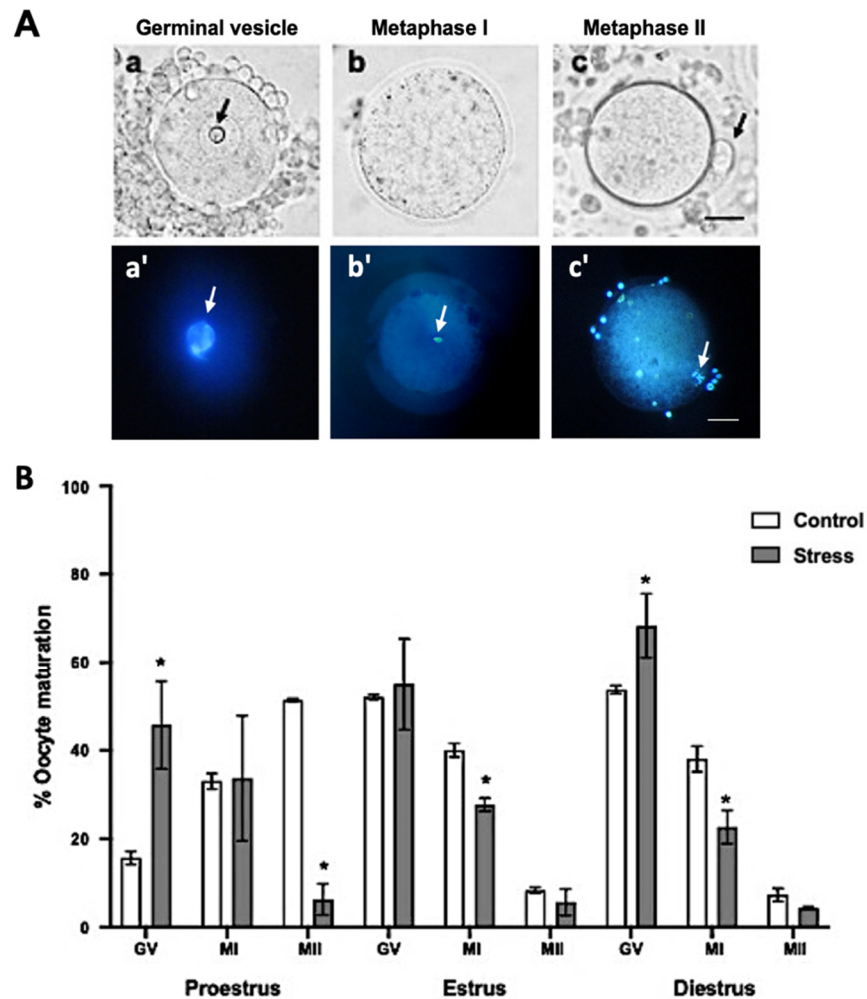 A
Germinal vesicle Metaphase I Metaphase II
a b c
a' b' c'
B
% Oocyte maturation
100
80
60
40
20
0
Control
Stress
* * * * *
GV MI MII GV MI MII GV MI MII
Proestrus Estrus Diestrus